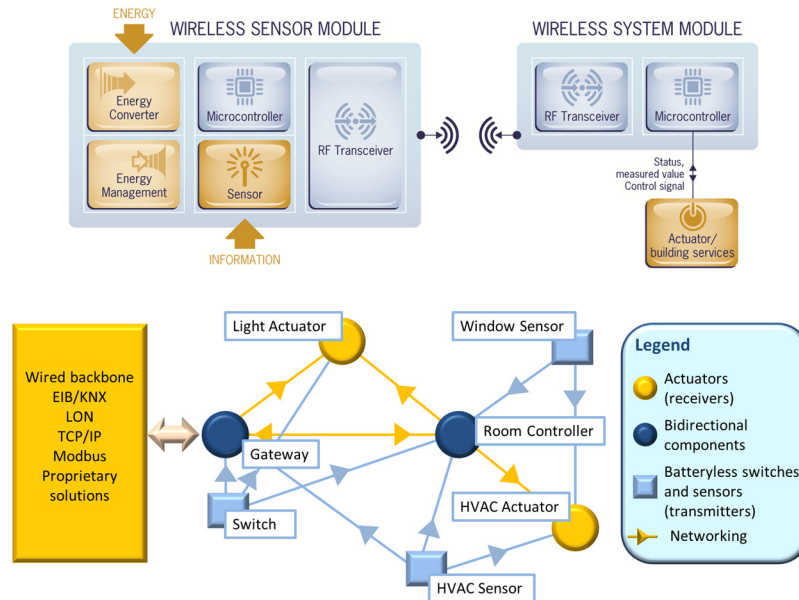 ENERGY
WIRELESS SENSOR MODULE
WIRELESS SYSTEM MODULE
Energy
Converter
Microcontroller
RF Transceiver
Energy
Management
Sensor
INFORMATION
RF Transceiver
Microcontroller
Status,
measured value
Control signal
Actuator/
building services
Wired backbone
EIB/KNX
LON
TCP/IP
Modbus
Proprietary
solutions
Light Actuator
Window Sensor
Gateway
Room Controller
Switch
HVAC Actuator
HVAC Sensor
Legend
Actuators
(receivers)
Bidirectional
components
Batteryless switches
and sensors
(transmitters)
Networking